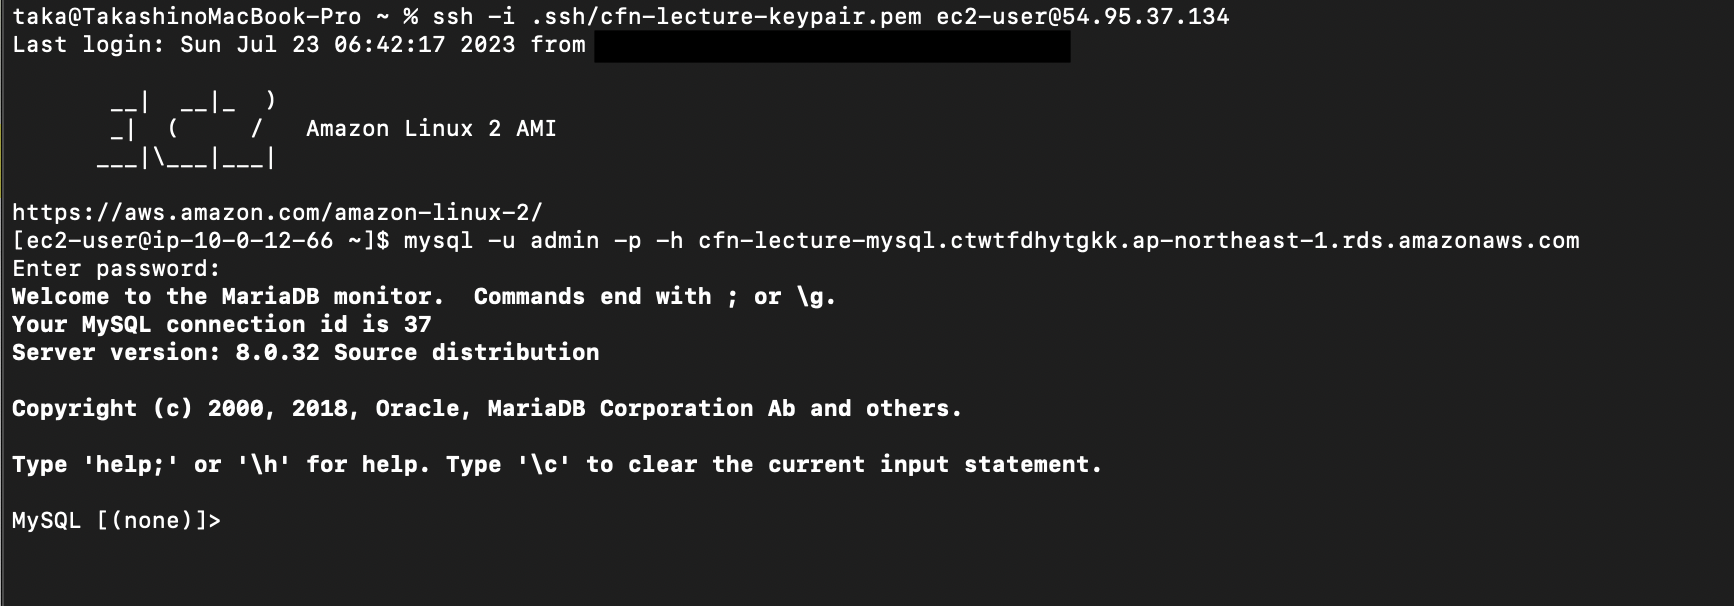 taka@TakashinoMacBook-Pro ~ % ssh -i .ssh/cfn-lecture-keypair.pem ec2-user@54.95.37.134
Last login: Sun Jul 23 06:42:17 2023 from

       __|  __|_  )
       _|  (     /   Amazon Linux 2 AMI
      ___|\___|___|

https://aws.amazon.com/amazon-linux-2/
[ec2-user@ip-10-0-12-66 ~]$ mysql -u admin -p -h cfn-lecture-mysql.ctwtfdhytgkk.ap-northeast-1.rds.amazonaws.com
Enter password:
Welcome to the MariaDB monitor.  Commands end with ; or \g.
Your MySQL connection id is 37
Server version: 8.0.32 Source distribution

Copyright (c) 2000, 2018, Oracle, MariaDB Corporation Ab and others.

Type 'help;' or '\h' for help. Type '\c' to clear the current input statement.

MySQL [(none)]>